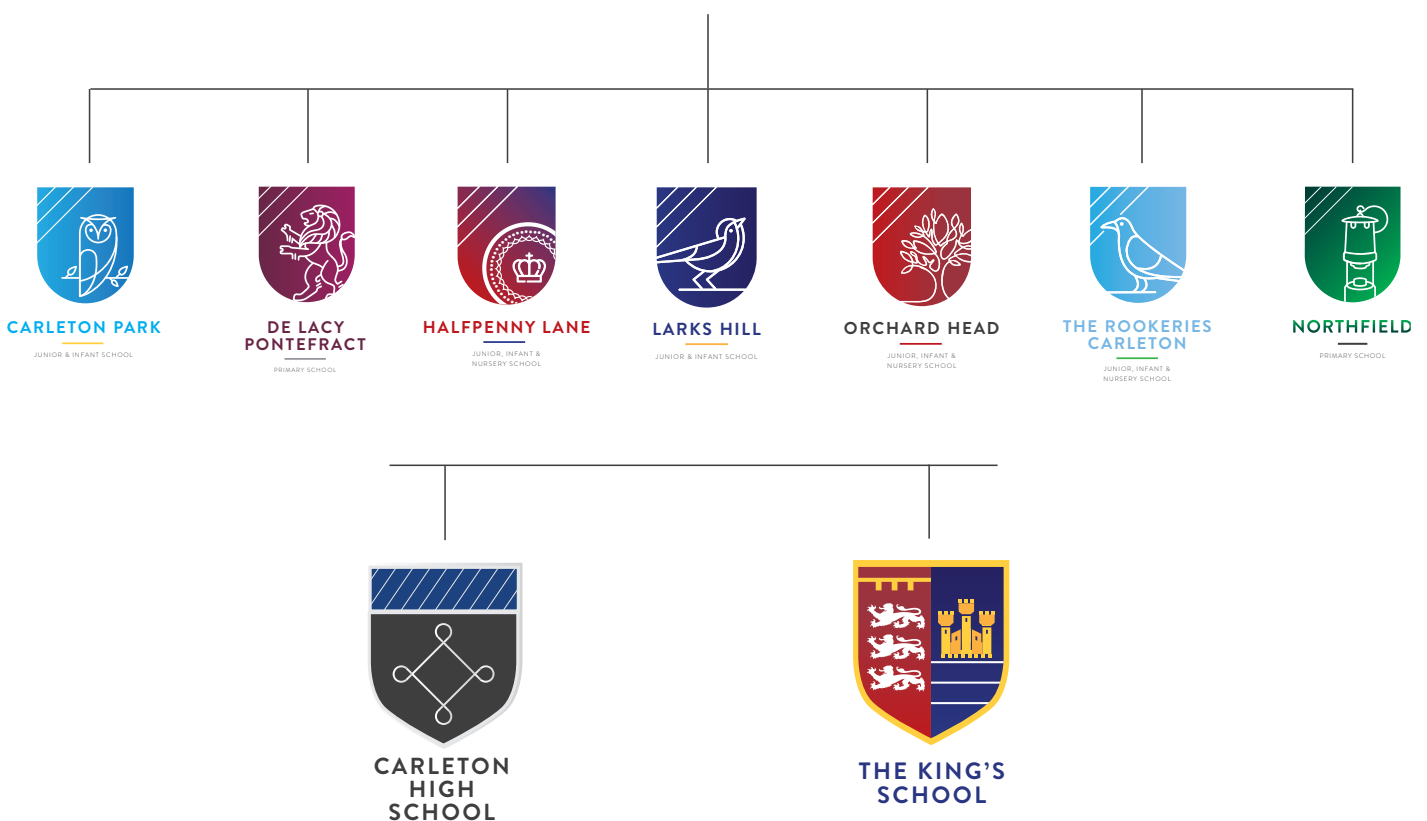 CARLETON PARK
JUNIOR & INFANT SCHOOL
DE LACY
PONTEFRACT
PRIMARY SCHOOL
HALFPENNY LANE
JUNIOR, INFANT &
NURSERY SCHOOL
LARKS HILL
JUNIOR & INFANT SCHOOL
ORCHARD HEAD
JUNIOR, INFANT &
NURSERY SCHOOL
THE ROOKERIES
CARLETON
JUNIOR, INFANT &
NURSERY SCHOOL
NORTHFIELD
PRIMARY SCHOOL
CARLETON
HIGH
SCHOOL
THE KING’S
SCHOOL